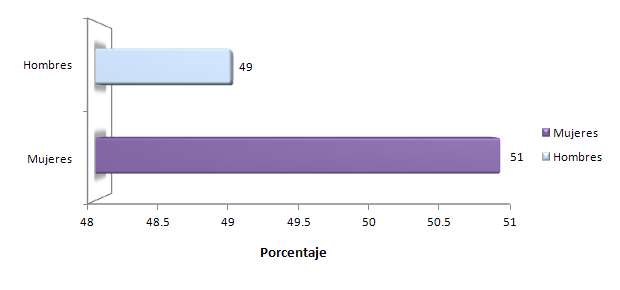 Hombres
49
Mujeres
51
Mujeres
Hombres
48 48.5 49 49.5 50 50.5 51
Porcentaje